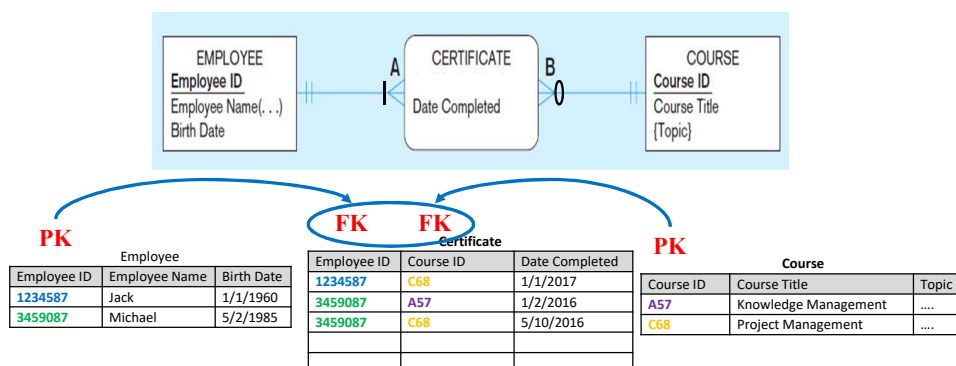 EMPLOYEE
Employee ID
Employee Name(. . .)
Birth Date
A
CERTIFICATE
Date Completed
B
COURSE
Course ID
Course Title
{Topic}
PK
FK FK
PK
Employee
Employee ID Employee Name Birth Date
1234587 Jack 1/1/1960
3459087 Michael 5/2/1985
Certificate
Employee ID Course ID Date Completed
1234587 C68 1/1/2017
3459087 A57 1/2/2016
3459087 C68 5/10/2016
Course
Course ID Course Title Topic
A57 Knowledge Management ....
C68 Project Management ....